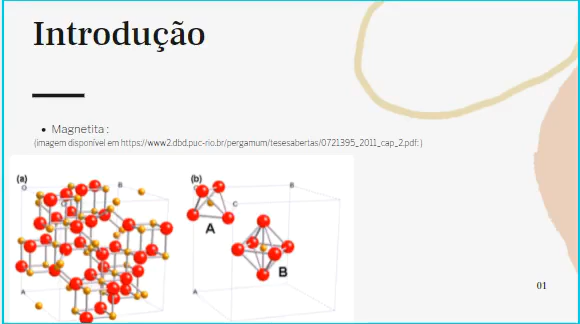 Introdução
• Magnetita :
(imagem disponível em https://www2.dbd.puc-rio.br/pergamum/tesesabertas/0721395_2011_cap_2.pdf: )
(a) (b)
O B B
C C
A B
A A
01